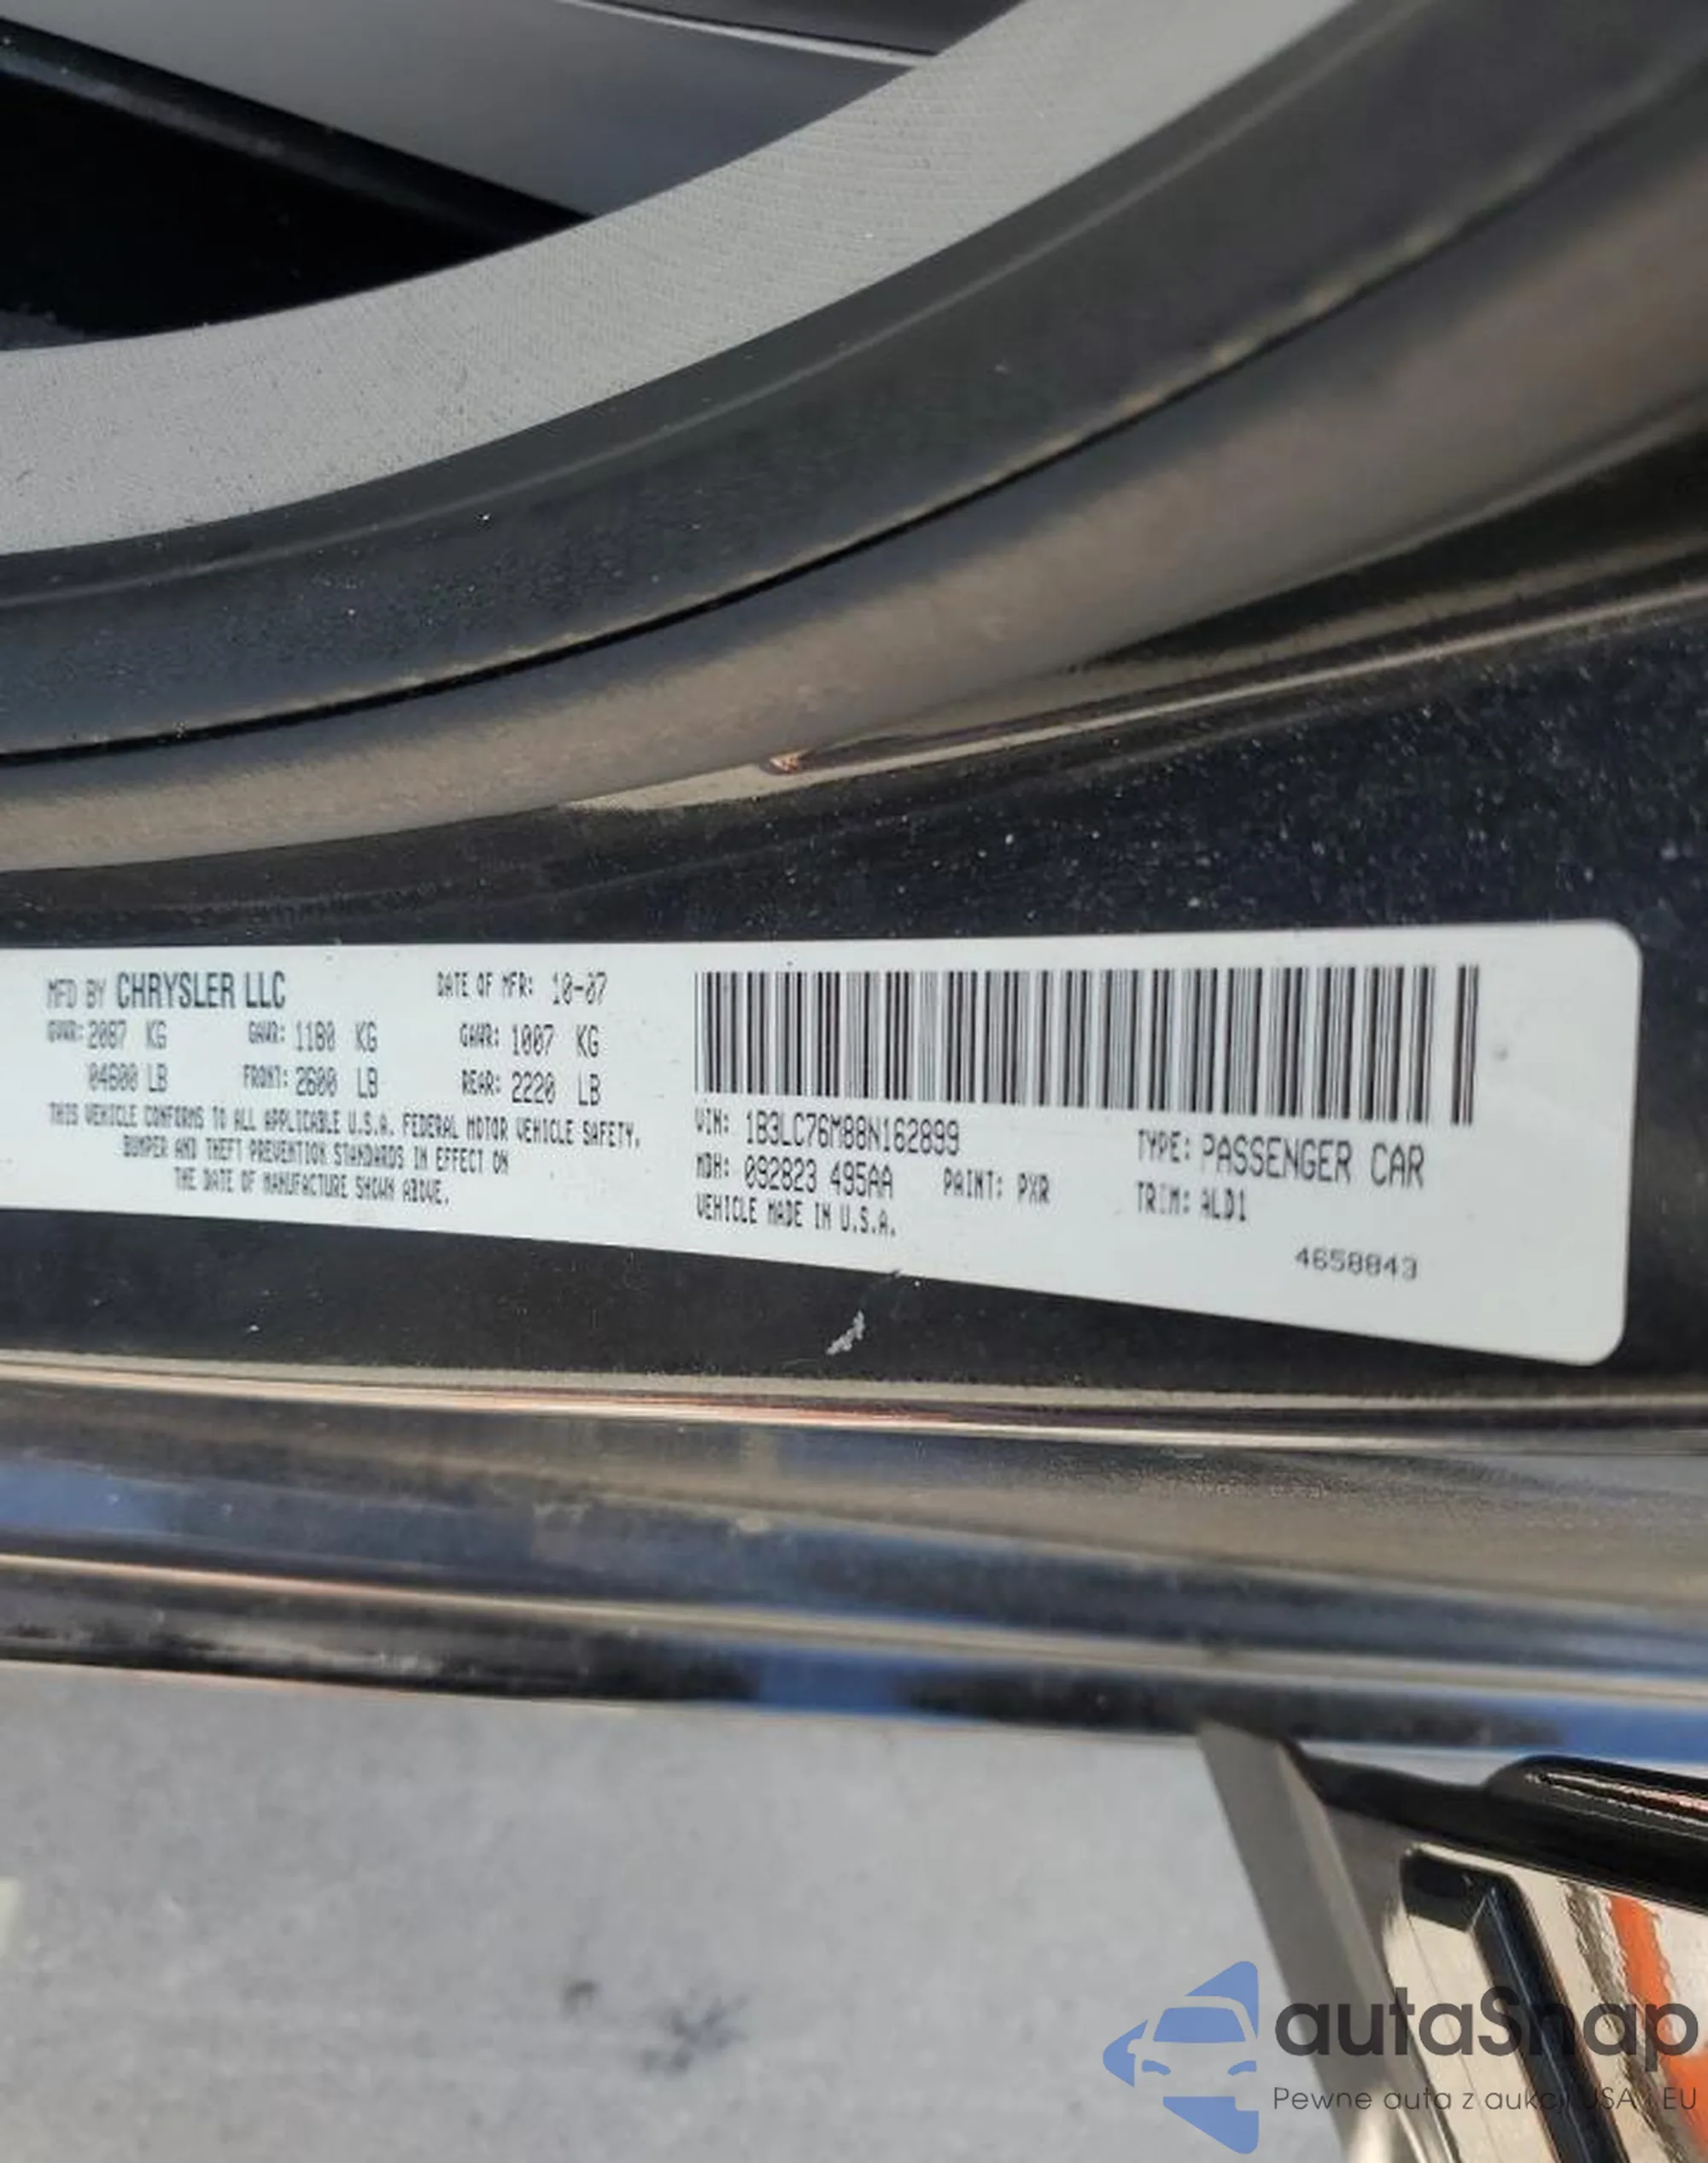 MFD BY CHRYSLER LLC DATE OF MFR: 10-07
GVWR: 2087 KG GAWR: 1180 KG GAWR: 1007 KG
04600 LB FRONT: 2600 LB REAR: 2220 LB
THIS VEHICLE CONFORMS TO ALL APPLICABLE U.S.A. FEDERAL MOTOR VEHICLE SAFETY,
BUMPER AND THEFT PREVENTION STANDARDS IN EFFECT ON
THE DATE OF MANUFACTURE SHOWN ABOVE.
VIN: 1B3LC76M88N162899 TYPE: PASSENGER CAR
MDH: 092823 495AA PAINT: PXR TRIM: ALD1
VEHICLE MADE IN U.S.A.
4658843
autaSnap
Pewne auta z aukcji USA i EU